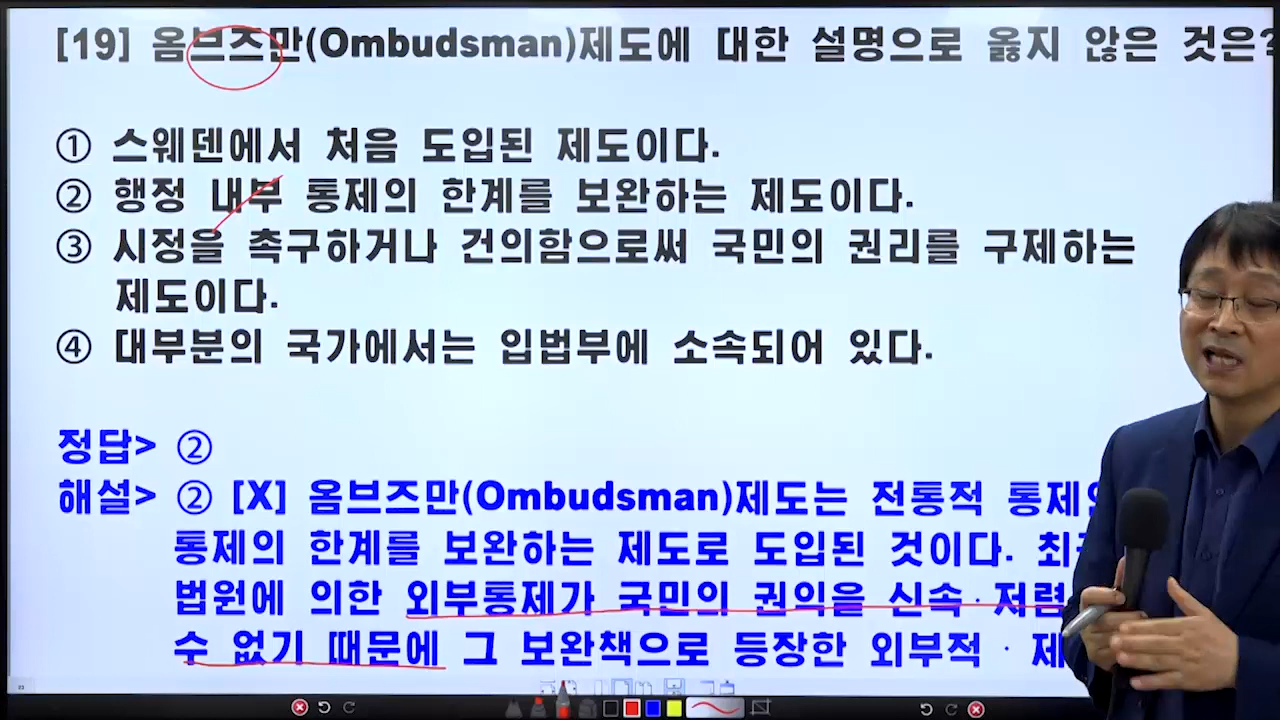 [19] 옴브즈만(Ombudsman)제도에 대한 설명으로 옳지 않은 것은?
① 스웨덴에서 처음 도입된 제도이다.
② 행정 내부 통제의 한계를 보완하는 제도이다.
③ 시정을 촉구하거나 건의함으로써 국민의 권리를 구제하는
제도이다.
④ 대부분의 국가에서는 입법부에 소속되어 있다.
정답> ②
해설> ② [X] 옴브즈만(Ombudsman)제도는 전통적 통제인
통제의 한계를 보완하는 제도로 도입된 것이다.
법원에 의한 외부통제가 국민의 권익을 신속·저렴
수 없기 때문에 그 보완책으로 등장한 외부적·제